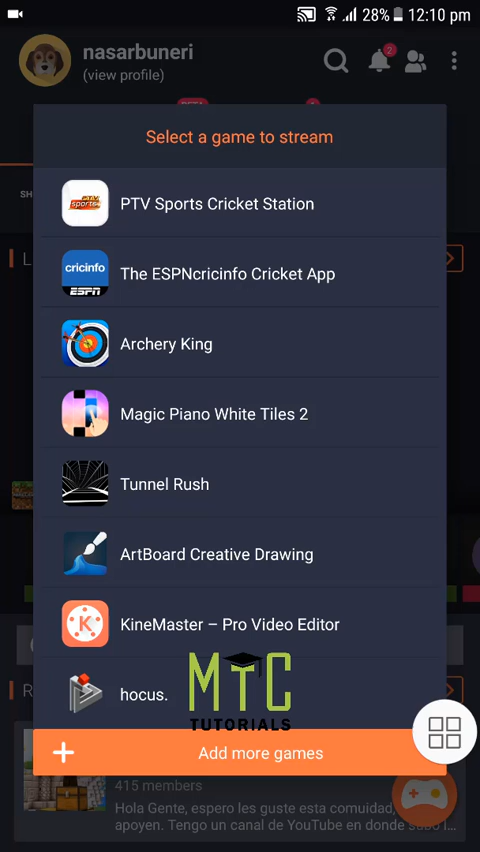 28% 12:10 pm
nasarbuneri
(view profile)
2
BETA
Select a game to stream
SH
PTV Sports Cricket Station
L
cricinfo
ESPN
The ESPNcricinfo Cricket App
Archery King
Magic Piano White Tiles 2
Tunnel Rush
ArtBoard Creative Drawing
K
KineMaster – Pro Video Editor
hocus.
MTC
TUTORIALS
R
+ Add more games
415 members
Hola Gente, espero les guste esta comuidad,
apoyen. Tengo un canal de YouTube en donde subo l...